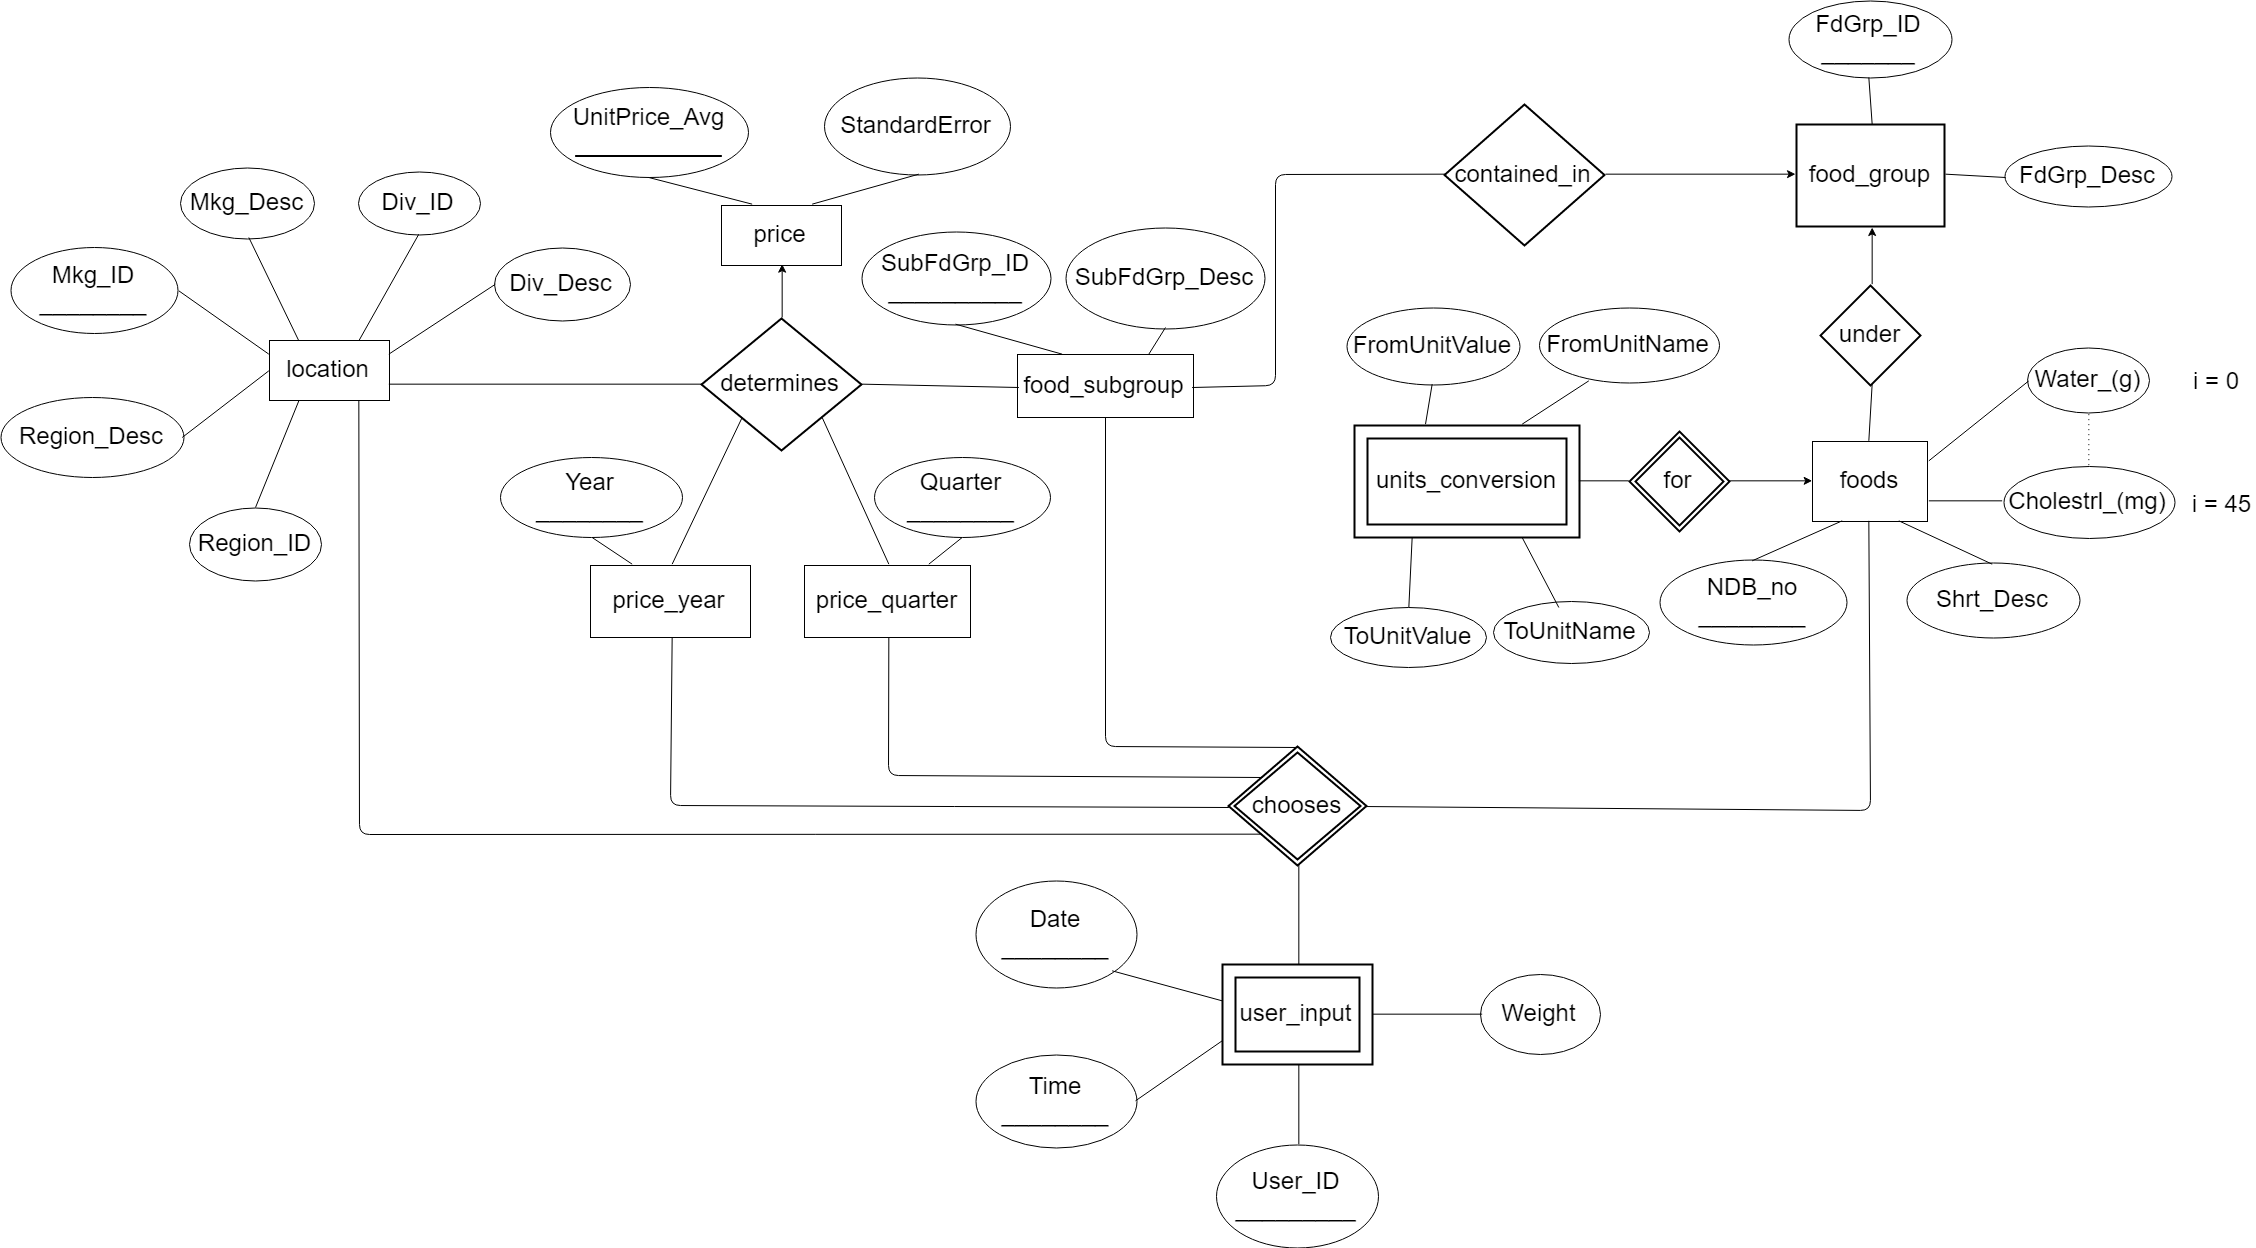 FdGrp_ID
UnitPrice_Avg
StandardError
contained_in
food_group
FdGrp_Desc
Mkg_Desc
Div_ID
price
Mkg_ID
Div_Desc
SubFdGrp_ID
SubFdGrp_Desc
under
FromUnitValue
FromUnitName
location
determines
food_subgroup
Water_(g)
i = 0
Region_Desc
Year
Quarter
units_conversion
for
foods
Cholestrl_(mg)
i = 45
Region_ID
price_year
price_quarter
NDB_no
Shrt_Desc
ToUnitValue
ToUnitName
chooses
Date
user_input
Weight
Time
User_ID